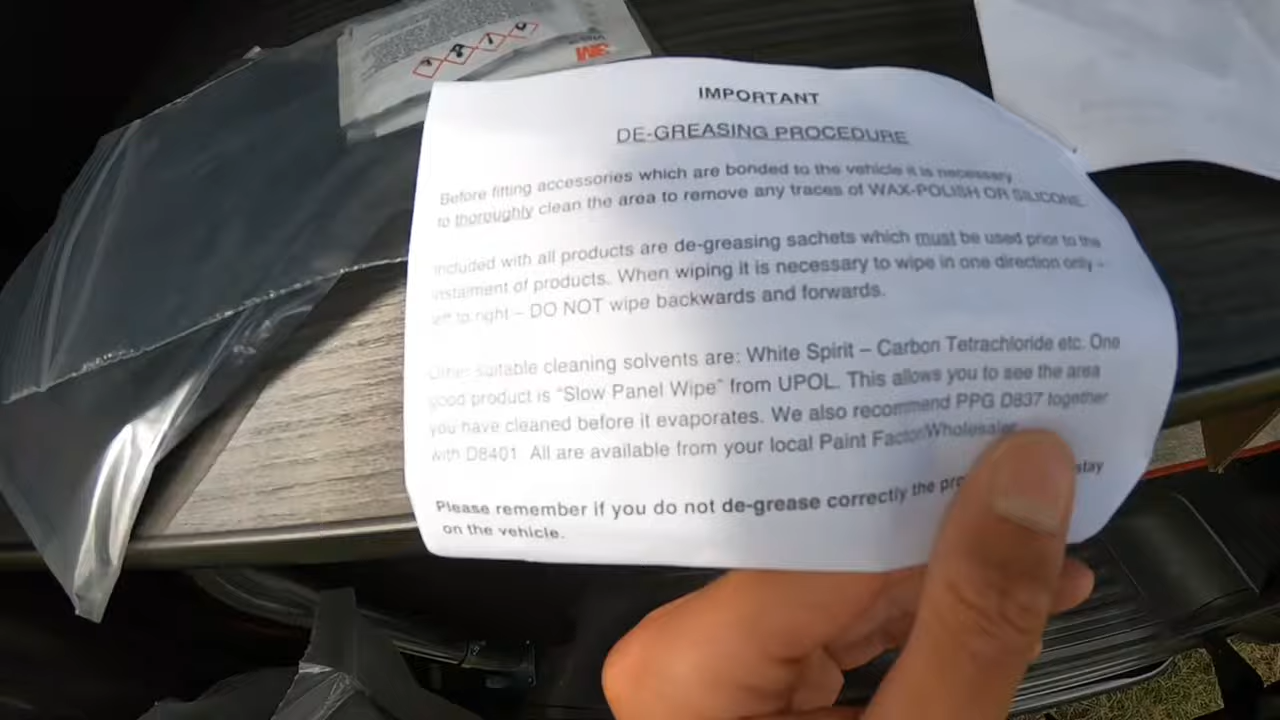 3M
IMPORTANT
DE-GREASING PROCEDURE
Before fitting accessories which are bonded to the vehicle it is necessary
to thoroughly clean the area to remove any traces of WAX-POLISH OR SILICONE.
Included with all products are de-greasing sachets which must be used prior to the
instalment of products. When wiping it is necessary to wipe in one direction only -
left to right – DO NOT wipe backwards and forwards.
Other suitable cleaning solvents are: White Spirit – Carbon Tetrachloride etc. One
good product is "Slow Panel Wipe" from UPOL. This allows you to see the area
you have cleaned before it evaporates. We also recommend PPG D837 together
with D8401 All are available from your local Paint Factor/Wholesaler
Please remember if you do not de-grease correctly the stay
on the vehicle.